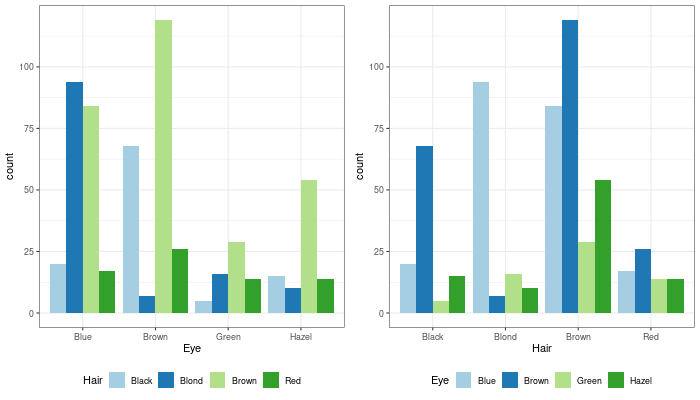 100
75
50
25
0
count
Blue Brown Green Hazel
Eye
Hair Black Blond Brown Red
100
75
50
25
0
count
Black Blond Brown Red
Hair
Eye Blue Brown Green Hazel